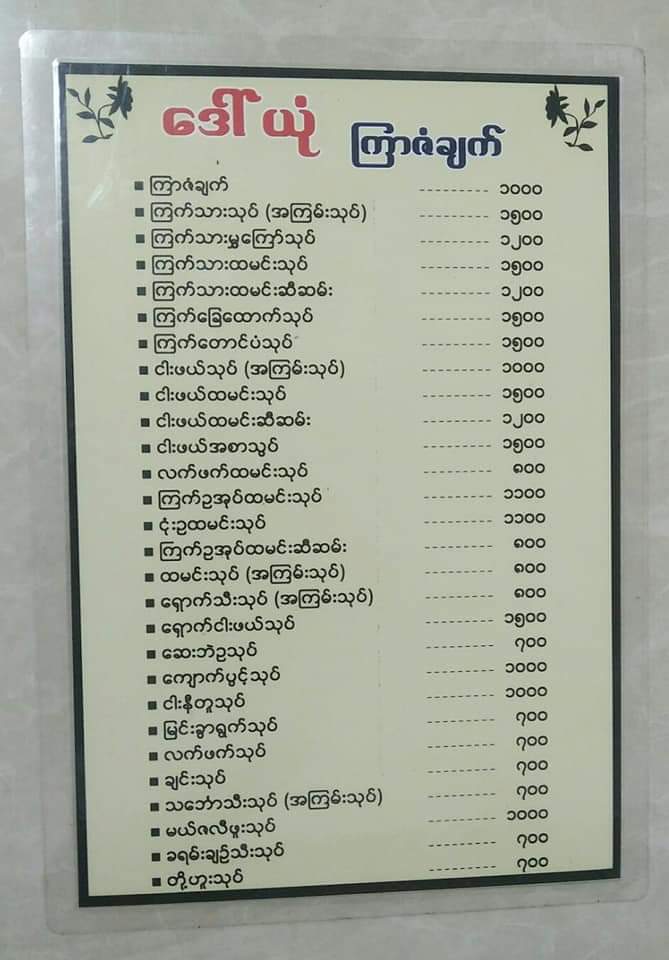 ဒေါ်ယုံ ကြာဇံချက်
■ ကြာဇံချက် ---------- ၁၀၀၀
■ ကြက်သားသုပ် (အကြမ်းသုပ်) ---------- ၁၅၀၀
■ ကြက်သားမွှကြော်သုပ် ---------- ၁၂၀၀
■ ကြက်သားထမင်းသုပ် ---------- ၁၅၀၀
■ ကြက်သားထမင်းဆီဆမ်း ---------- ၁၂၀၀
■ ကြက်ခြေထောက်သုပ် ---------- ၁၅၀၀
■ ကြက်တောင်ပံသုပ် ---------- ၁၅၀၀
■ ငါးဖယ်သုပ် (အကြမ်းသုပ်) ---------- ၁၀၀၀
■ ငါးဖယ်ထမင်းသုပ် ---------- ၁၅၀၀
■ ငါးဖယ်ထမင်းဆီဆမ်း ---------- ၁၂၀၀
■ ငါးဖယ်အစာသွပ် ---------- ၁၅၀၀
■ လက်ဖက်ထမင်းသုပ် ---------- ၈၀၀
■ ကြက်ဥအုပ်ထမင်းသုပ် ---------- ၁၁၀၀
■ ငုံးဥထမင်းသုပ် ---------- ၁၁၀၀
■ ကြက်ဥအုပ်ထမင်းဆီဆမ်း ---------- ၈၀၀
■ ထမင်းသုပ် (အကြမ်းသုပ်) ---------- ၈၀၀
■ ရှောက်သီးသုပ် (အကြမ်းသုပ်) ---------- ၈၀၀
■ ရှောက်ငါးဖယ်သုပ် ---------- ၁၅၀၀
■ ဆေးဘဲဥသုပ် ---------- ၇၀၀
■ ကျောက်ပွင့်သုပ် ---------- ၁၀၀၀
■ ငါးနီတူသုပ် ---------- ၁၀၀၀
■ မြင်းခွာရွက်သုပ် ---------- ၇၀၀
■ လက်ဖက်သုပ် ---------- ၇၀၀
■ ချင်းသုပ် ---------- ၇၀၀
■ သင်္ဘောသီးသုပ် (အကြမ်းသုပ်) ---------- ၇၀၀
■ မယ်ဇလီဖူးသုပ် ---------- ၁၀၀၀
■ ခရမ်းချဉ်သီးသုပ် ---------- ၇၀၀
■ တို့ဟူးသုပ် ---------- ၇၀၀